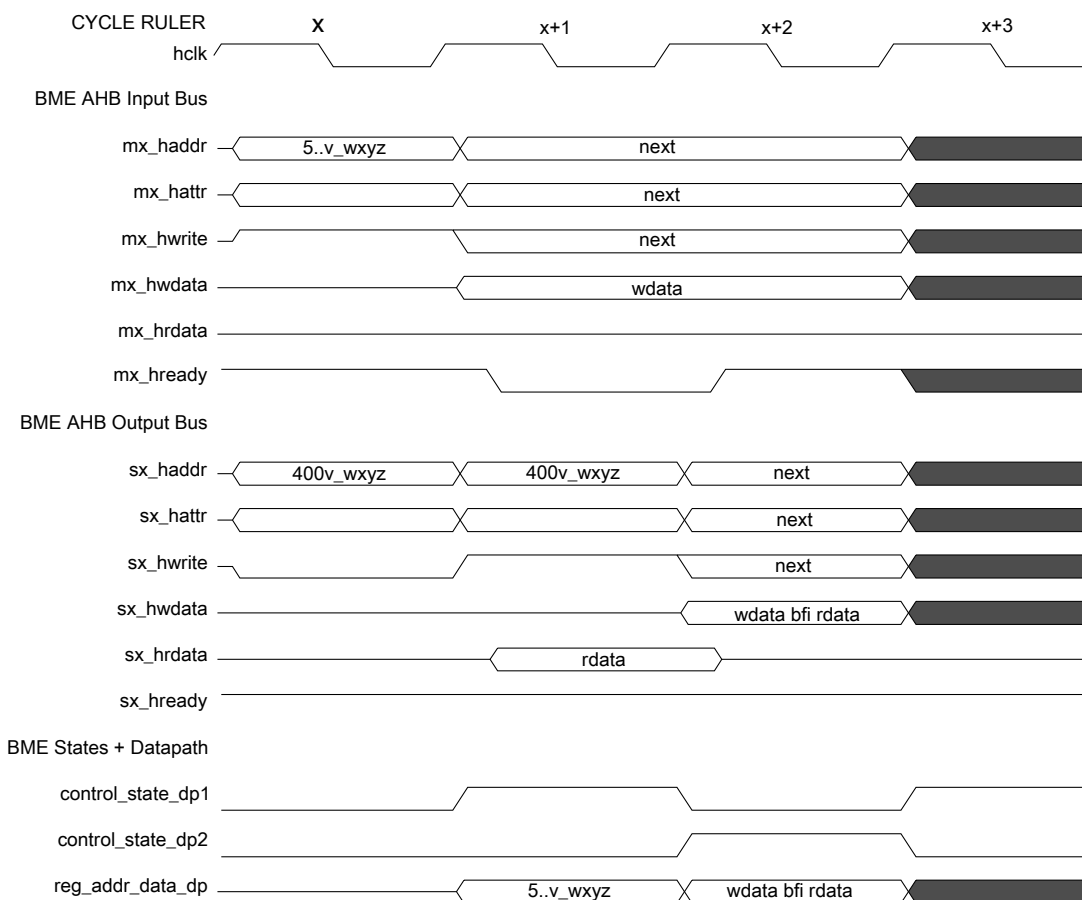 CYCLE RULER x x+1 x+2 x+3
hclk
BME AHB Input Bus
mx_haddr 5..v_wxyz next
mx_hattr next
mx_hwrite next
mx_hwdata wdata
mx_hrdata
mx_hready
BME AHB Output Bus
sx_haddr 400v_wxyz 400v_wxyz next
sx_hattr next
sx_hwrite next
sx_hwdata wdata bfi rdata
sx_hrdata rdata
sx_hready
BME States + Datapath
control_state_dp1
control_state_dp2
reg_addr_data_dp 5..v_wxyz wdata bfi rdata